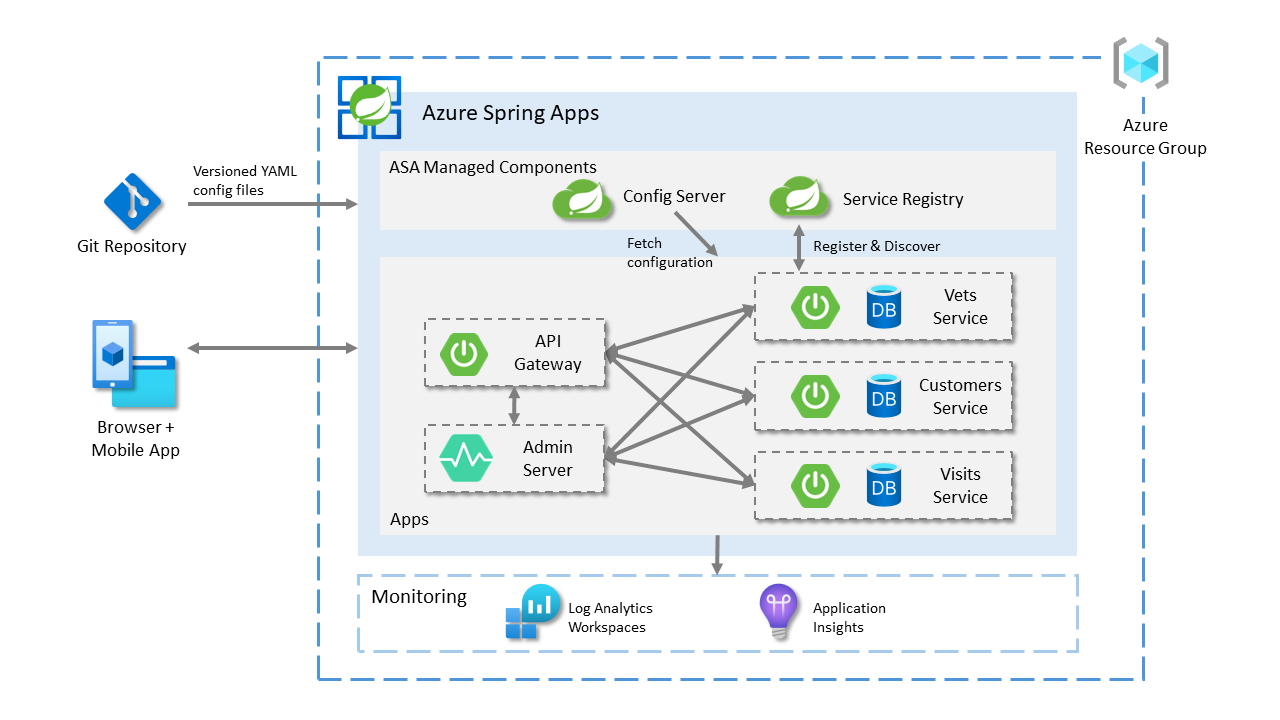 Azure Spring Apps
Azure
Resource Group
ASA Managed Components
Versioned YAML
config files
Config Server
Service Registry
Git Repository
Fetch
configuration
Register & Discover
Vets
Service
DB
API
Gateway
Customers
Service
DB
Browser +
Mobile App
Admin
Server
Visits
Service
DB
Apps
Monitoring
Log Analytics
Workspaces
Application
Insights